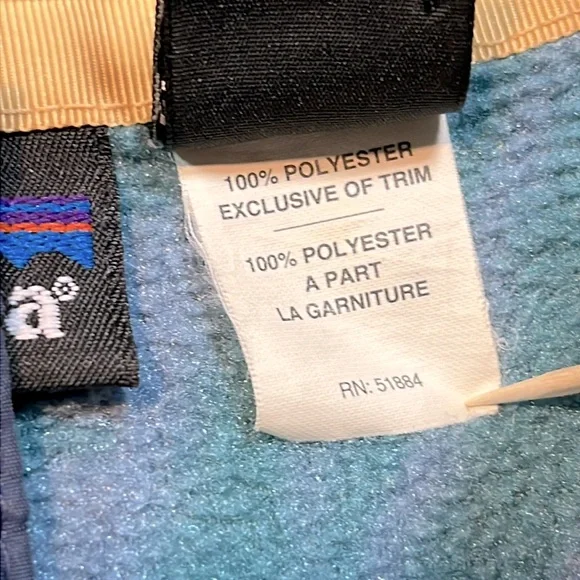 100% POLYESTER
EXCLUSIVE OF TRIM
100% POLYESTER
A PART
LA GARNITURE
RN: 51884
a®